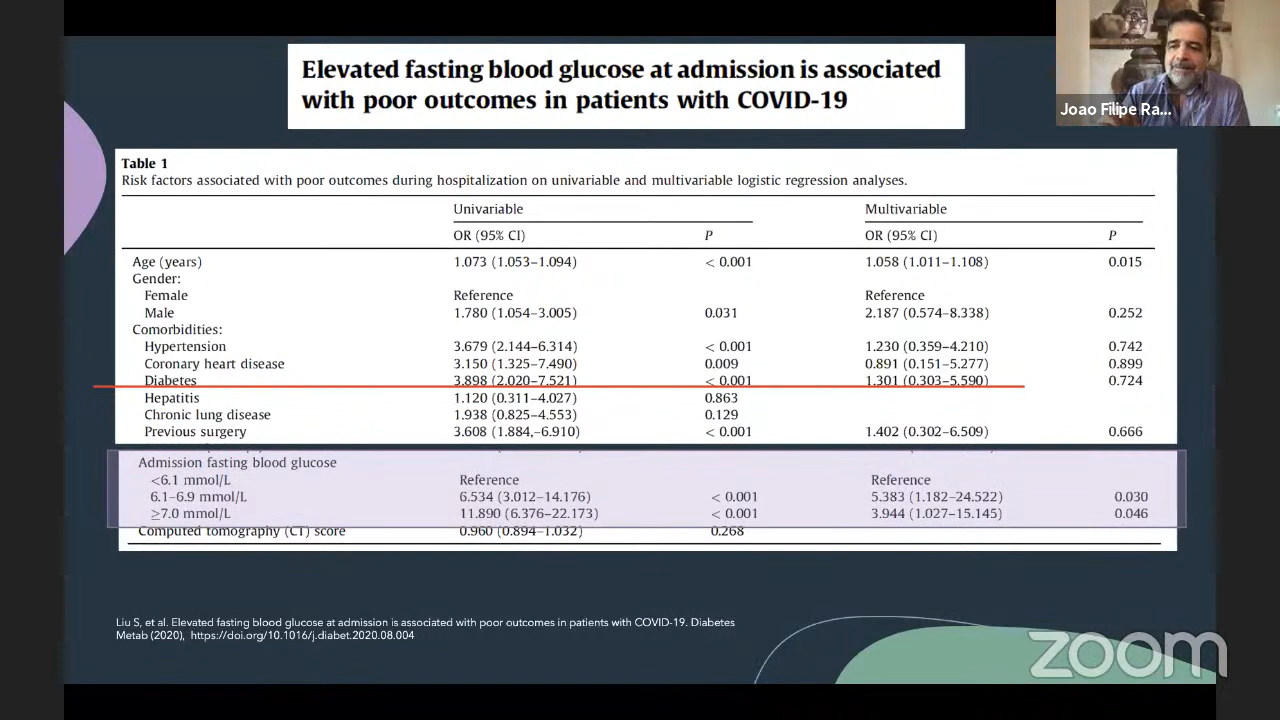 Elevated fasting blood glucose at admission is associated
with poor outcomes in patients with COVID-19
Joao Filipe Ra...
Table 1
Risk factors associated with poor outcomes during hospitalization on univariable and multivariable logistic regression analyses.
Univariable Multivariable
OR (95% CI) P OR (95% CI) P
Age (years) 1.073 (1.053–1.094) < 0.001 1.058 (1.011–1.108) 0.015
Gender:
Female Reference Reference
Male 1.780 (1.054–3.005) 0.031 2.187 (0.574–8.338) 0.252
Comorbidities:
Hypertension 3.679 (2.144–6.314) < 0.001 1.230 (0.359–4.210) 0.742
Coronary heart disease 3.150 (1.325–7.490) 0.009 0.891 (0.151–5.277) 0.899
Diabetes 3.898 (2.020–7.521) < 0.001 1.301 (0.303–5.590) 0.724
Hepatitis 1.120 (0.311–4.027) 0.863
Chronic lung disease 1.938 (0.825–4.553) 0.129
Previous surgery 3.608 (1.884,–6.910) < 0.001 1.402 (0.302–6.509) 0.666
Admission fasting blood glucose
<6.1 mmol/L Reference Reference
6.1–6.9 mmol/L 6.534 (3.012–14.176) < 0.001 5.383 (1.182–24.522) 0.030
≥7.0 mmol/L 11.890 (6.376–22.173) < 0.001 3.944 (1.027–15.145) 0.046
Computed tomography (CT) score 0.960 (0.894–1.032) 0.268
Liu S, et al. Elevated fasting blood glucose at admission is associated with poor outcomes in patients with COVID-19. Diabetes
Metab (2020), https://doi.org/10.1016/j.diabet.2020.08.004
zoom